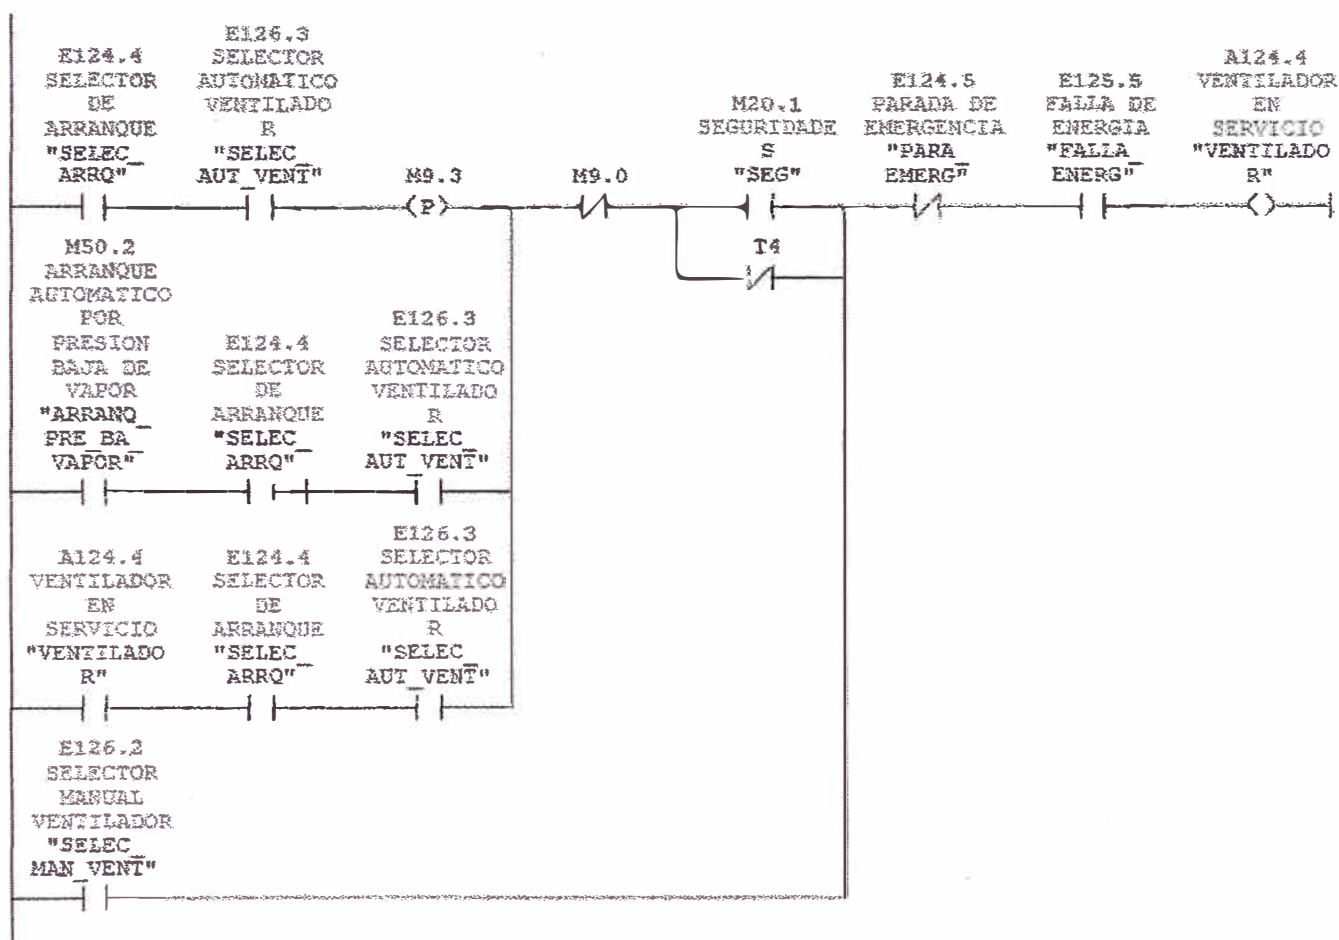 E124.4
SELECTOR
DE
ARRANQUE
"SELEC_
ARRQ"
E126.3
SELECTOR
AUTOMATICO
VENTILADO
R
"SELEC_
AUT_VENT"
M9.3
(P)
M9.0
M20.1
SEGURIDADE
S
"SEG"
E124.5
PARADA DE
EMERGENCIA
"PARA_
EMERG"
E125.5
FALLA DE
ENERGIA
"FALLA_
ENERG"
A124.4
VENTILADOR
EN
SERVICIO
"VENTILADO
R"
( )
T4
M50.2
ARRANQUE
AUTOMATICO
POR
PRESION
BAJA DE
VAPOR
"ARRANQ_
PRE_BA_
VAPOR"
E124.4
SELECTOR
DE
ARRANQUE
"SELEC_
ARRQ"
E126.3
SELECTOR
AUTOMATICO
VENTILADO
R
"SELEC_
AUT_VENT"
A124.4
VENTILADOR
EN
SERVICIO
"VENTILADO
R"
E124.4
SELECTOR
DE
ARRANQUE
"SELEC_
ARRQ"
E126.3
SELECTOR
AUTOMATICO
VENTILADO
R
"SELEC_
AUT_VENT"
E126.2
SELECTOR
MANUAL
VENTILADOR
"SELEC_
MAN_VENT"